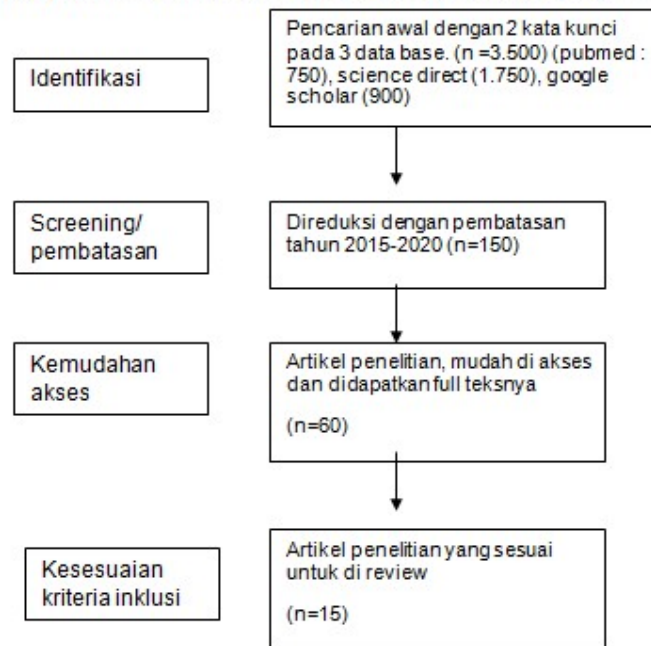 Identifikasi
Pencarian awal dengan 2 kata kunci
pada 3 data base. (n =3.500) (pubmed :
750), science direct (1.750), google
scholar (900)
Screening/
pembatasan
Direduksi dengan pembatasan
tahun 2015-2020 (n=150)
Kemudahan
akses
Artikel penelitian, mudah di akses
dan didapatkan full teksnya
(n=60)
Kesesuaian
kriteria inklusi
Artikel penelitian yang sesuai
untuk di review
(n=15)